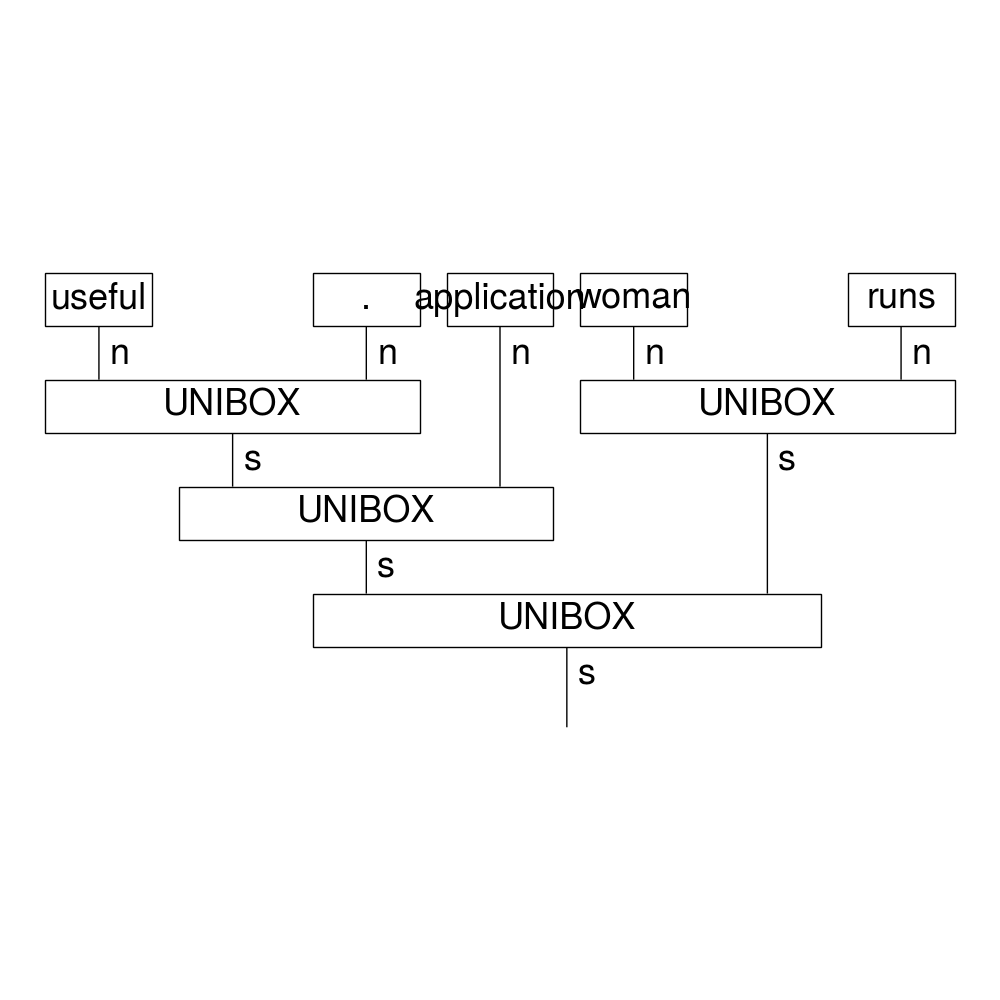 useful . application woman runs
n n n n n
UNIBOX UNIBOX
s s
UNIBOX
s
UNIBOX
s